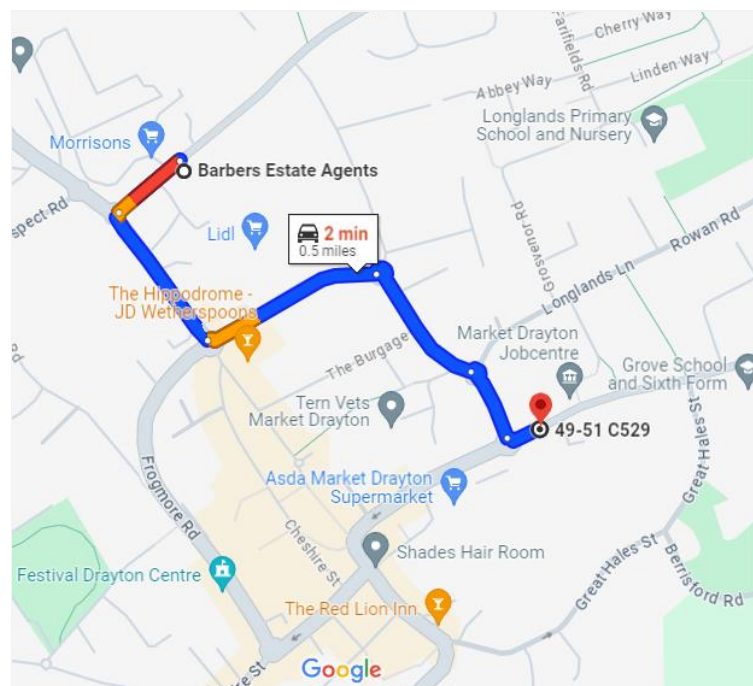 Cherry Way
Linden Way
Abbey Way
Longlands Primary
School and Nursery
Morrisons
Barbers Estate Agents
spect Rd
Lidl
2 min
0.5 miles
Grosvenor Rd
Rowan Rd
Longlands Ln
The Hippodrome -
JD Wetherspoons
The Burgage
Market Drayton
Jobcentre
Grove School
and Sixth Form
Tern Vets
Market Drayton
49-51 C529
Great Hales St
Asda Market Drayton
Supermarket
Frogmore Rd
Cheshire St
Shades Hair Room
Great Hales St
Berrisford Rd
Festival Drayton Centre
The Red Lion Inn
Google